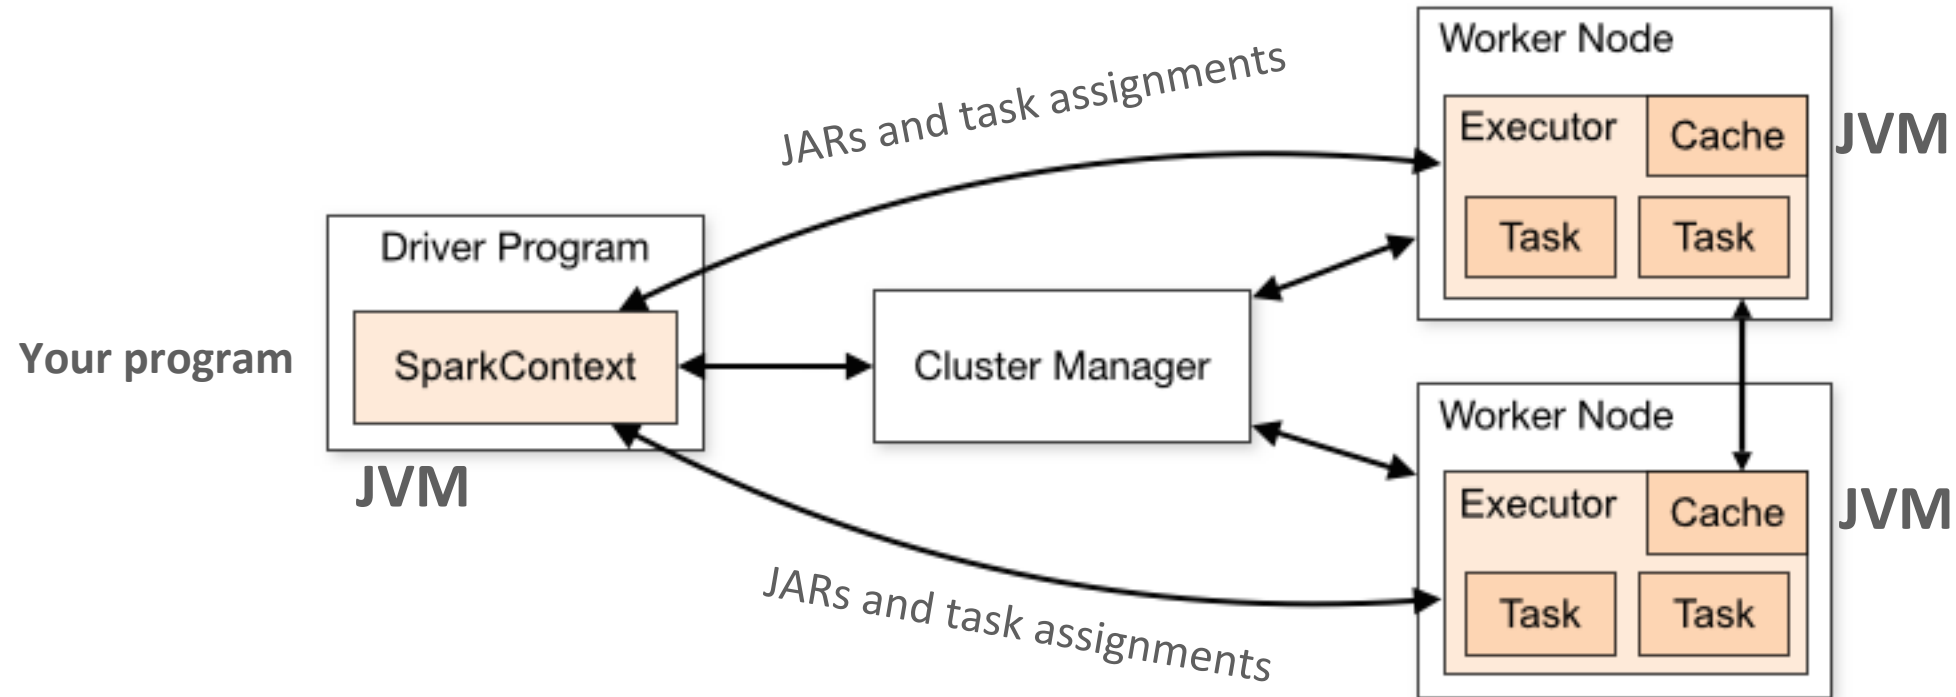 Your program
Driver Program
SparkContext
JVM
JARs and task assignments
Cluster Manager
JARs and task assignments
Worker Node
Executor
Cache
Task
Task
JVM
Worker Node
Executor
Cache
Task
Task
JVM